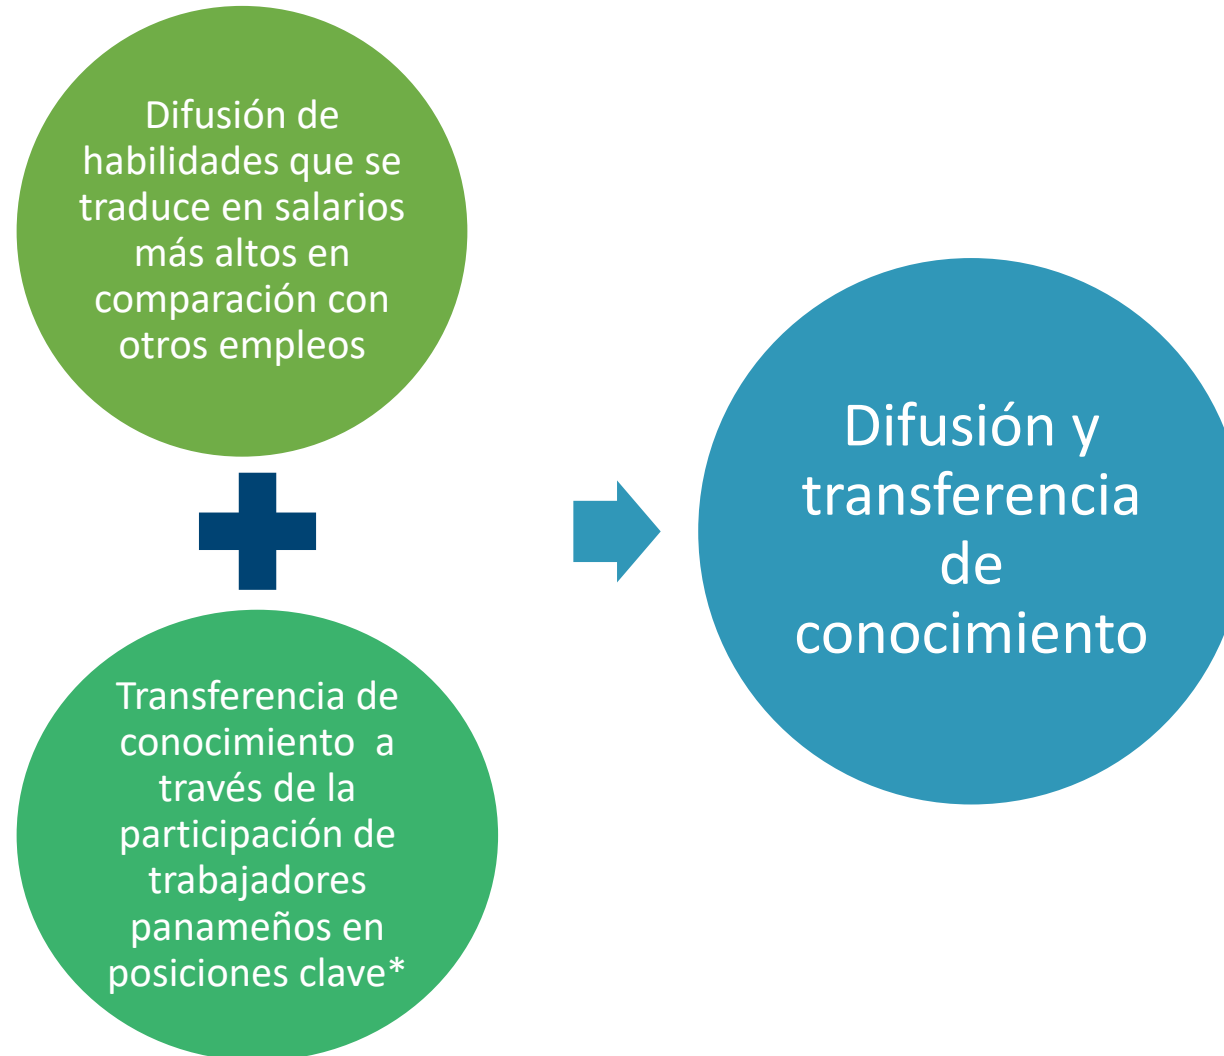 Difusión de
habilidades que se
traduce en salarios
más altos en
comparación con
otros empleos
Transferencia de
conocimiento  a
través de la
participación de
trabajadores
panameños en
posiciones clave*
Difusión y
transferencia
de
conocimiento